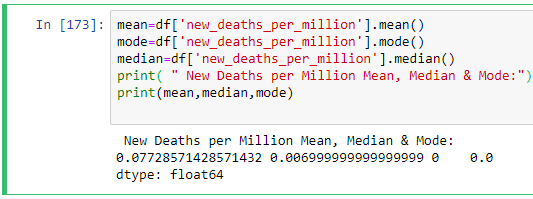 In [173]: mean=df['new_deaths_per_million'].mean()
mode=df['new_deaths_per_million'].mode()
median=df['new_deaths_per_million'].median()
print( " New Deaths per Million Mean, Median & Mode:")
print(mean,median,mode)
New Deaths per Million Mean, Median & Mode:
0.07728571428571432 0.006999999999999999 0    0.0
dtype: float64